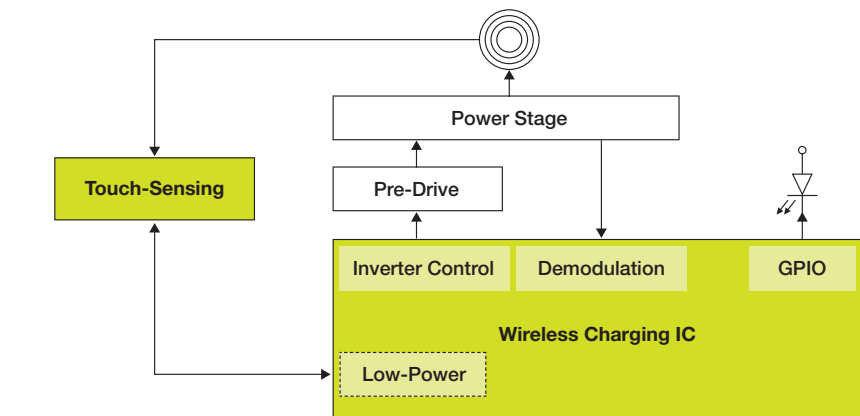 Power Stage
Touch-Sensing
Pre-Drive
Inverter Control
Demodulation
GPIO
Wireless Charging IC
Low-Power